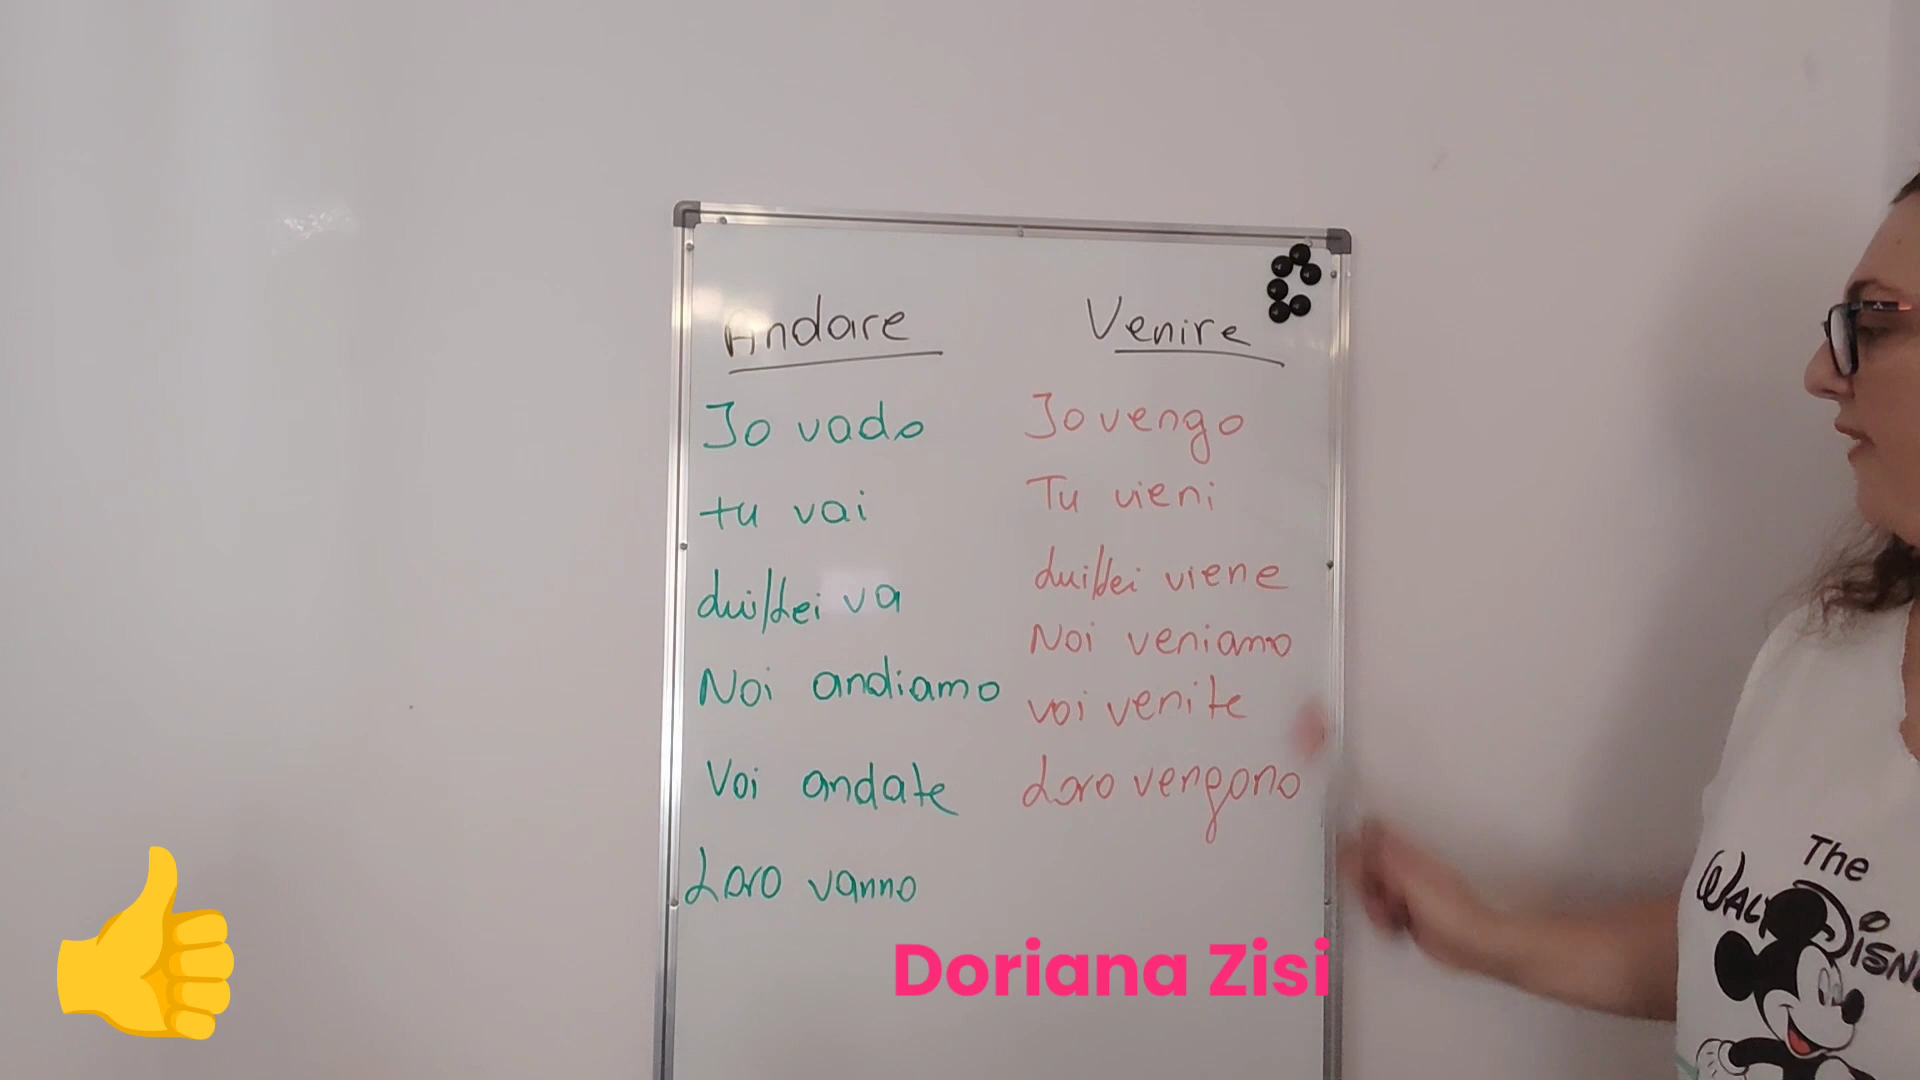 Andare
Io vado
tu vai
Lui/Lei va
Noi andiamo
Voi andate
Loro vanno
Venire
Io vengo
Tu vieni
Lui/Lei viene
Noi veniamo
voi venite
Loro vengono
Doriana Zisi
The
WALT DISN